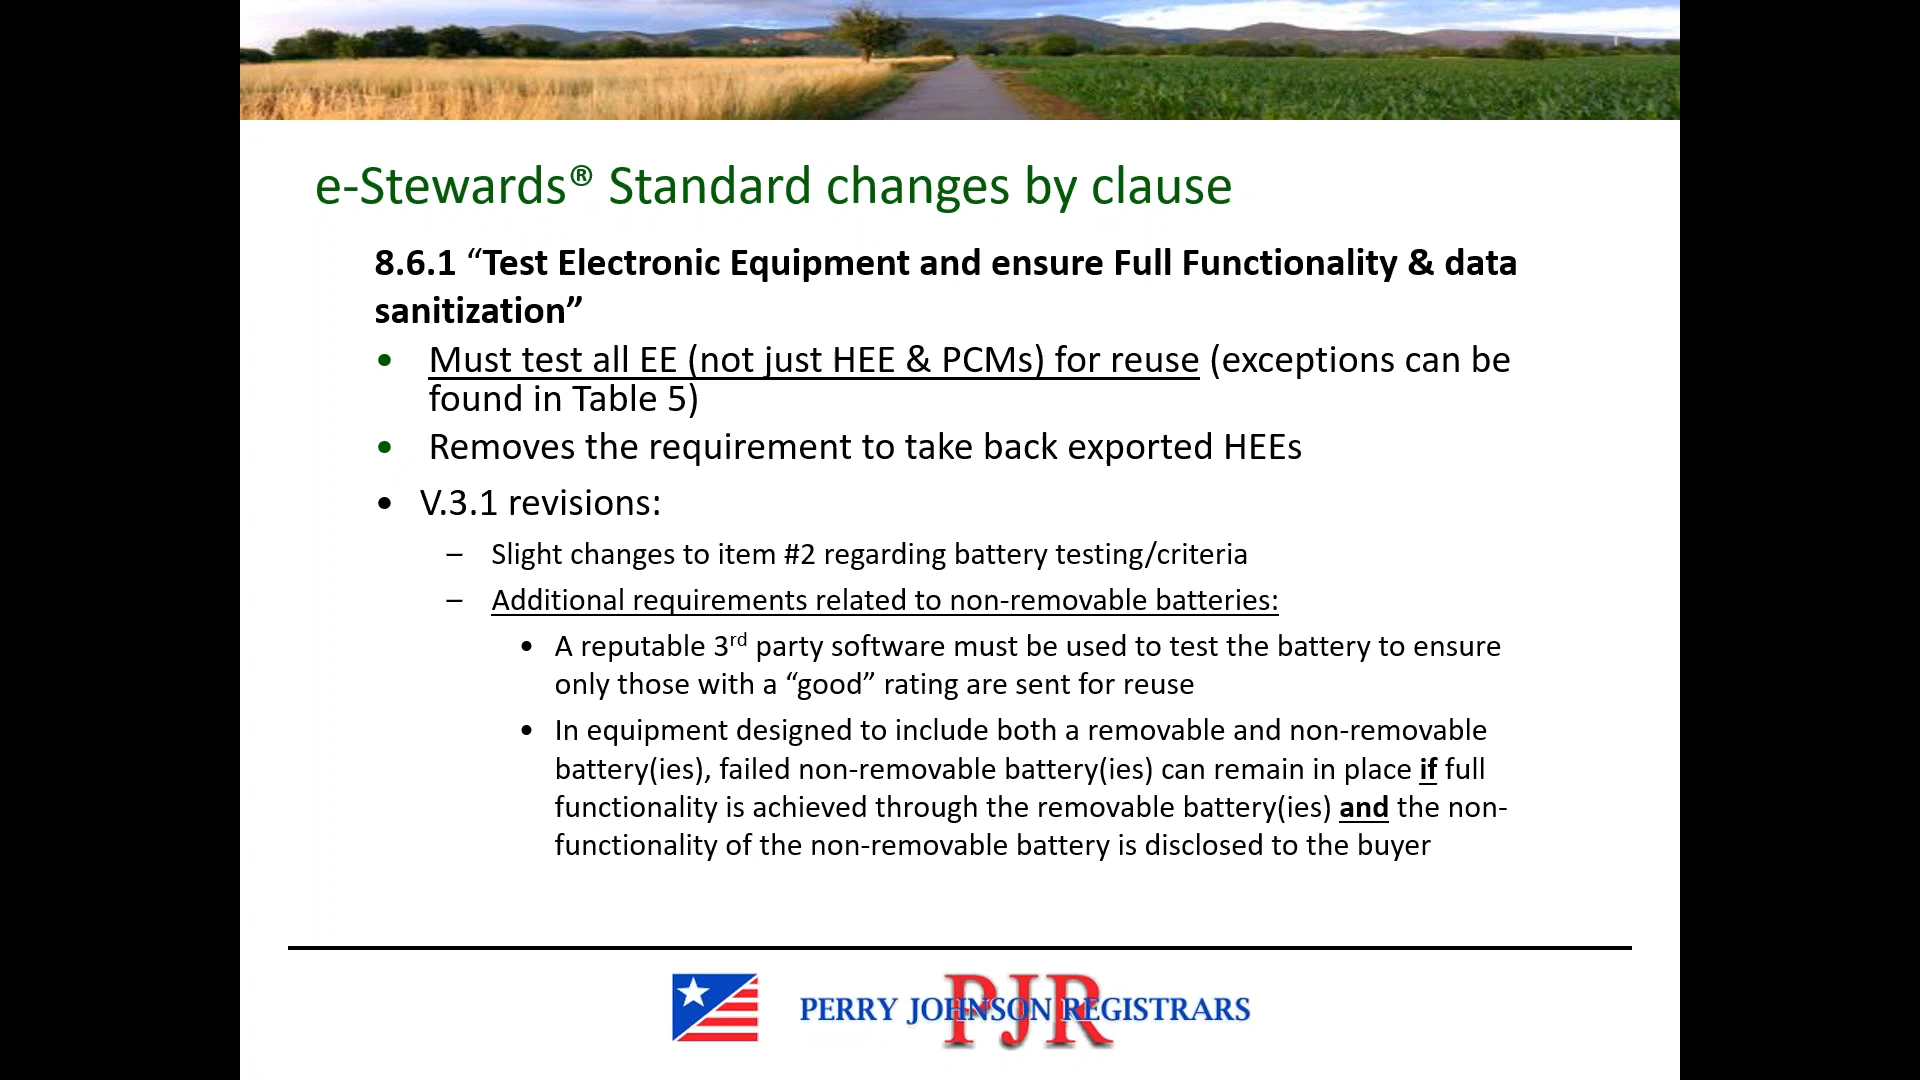 e-Stewards® Standard changes by clause
8.6.1 “Test Electronic Equipment and ensure Full Functionality & data
sanitization”
• Must test all EE (not just HEE & PCMs) for reuse (exceptions can be
found in Table 5)
• Removes the requirement to take back exported HEEs
• V.3.1 revisions:
– Slight changes to item #2 regarding battery testing/criteria
– Additional requirements related to non-removable batteries:
• A reputable 3rd party software must be used to test the battery to ensure
only those with a “good” rating are sent for reuse
• In equipment designed to include both a removable and non-removable
battery(ies), failed non-removable battery(ies) can remain in place if full
functionality is achieved through the removable battery(ies) and the non-
functionality of the non-removable battery is disclosed to the buyer
PJR
PERRY JOHNSON REGISTRARS